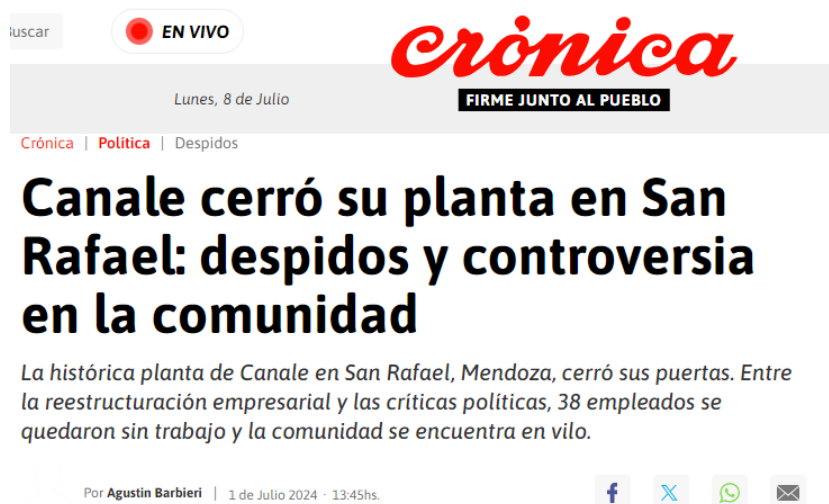 EN VIVO
crónica
Lunes, 8 de Julio
FIRME JUNTO AL PUEBLO
Crónica | Política | Despidos
Canale cerró su planta en San
Rafael: despidos y controversia
en la comunidad
La histórica planta de Canale en San Rafael, Mendoza, cerró sus puertas. Entre
la reestructuración empresarial y las críticas políticas, 38 empleados se
quedaron sin trabajo y la comunidad se encuentra en vilo.
Por Agustin Barbieri | 1 de Julio 2024 · 13:45hs.